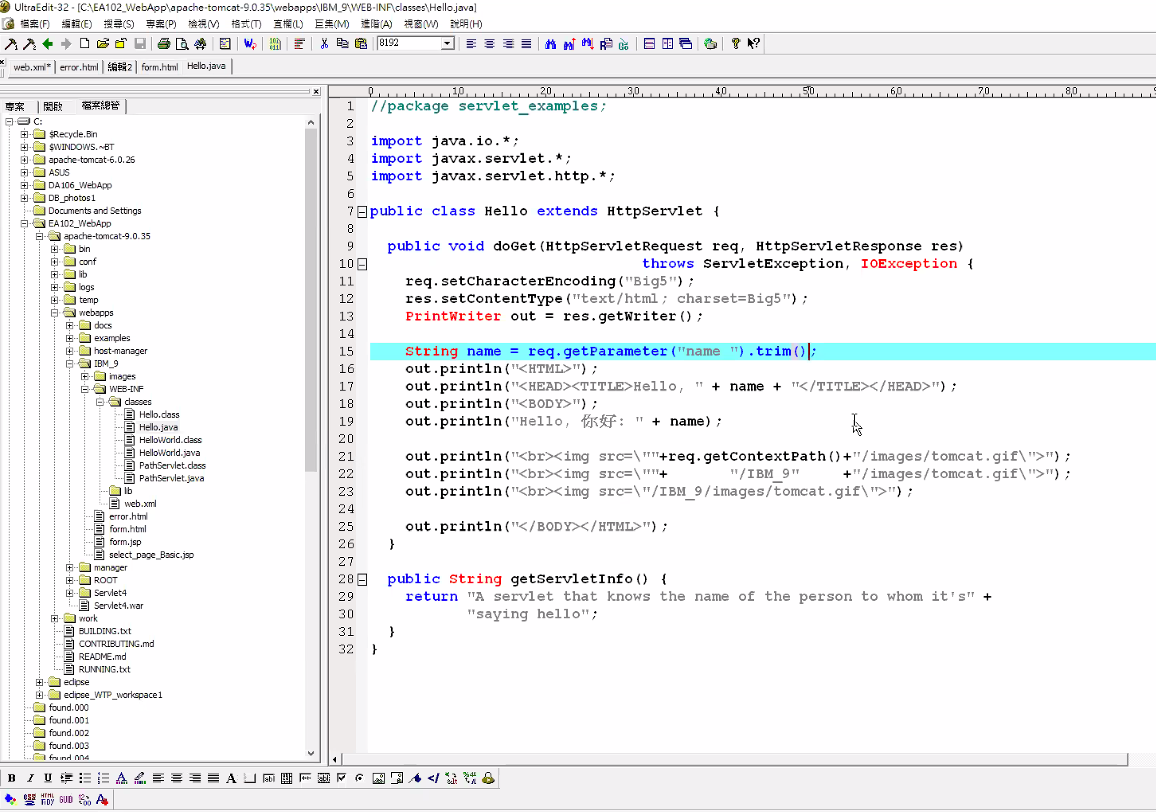 UltraEdit-32 - [C:\EA102_WebApp\apache-tomcat-9.0.35\webapps\IBM_9\WEB-INF\classes\Hello.java]
檔案(F) 編輯(E) 搜尋(S) 專案(P) 檢視(V) 格式(T) 直欄(L) 巨集(M) 進階(A) 視窗(W) 說明(H)
8192
web.xml* error.html 編輯2 form.html Hello.java
專案 開啟 檔案總管
C:
$Recycle.Bin
$WINDOWS.~BT
apache-tomcat-6.0.26
ASUS
DA106_WebApp
DB_photos1
Documents and Settings
EA102_WebApp
apache-tomcat-9.0.35
bin
conf
lib
logs
temp
webapps
docs
examples
host-manager
IBM_9
images
WEB-INF
classes
Hello.class
Hello.java
HelloWorld.class
HelloWorld.java
PathServlet.class
PathServlet.java
lib
web.xml
error.html
form.html
form.jsp
select_page_Basic.jsp
manager
ROOT
Servlet4
Servlet4.war
work
BUILDING.txt
CONTRIBUTING.md
README.md
RUNNING.txt
eclipse
eclipse_WTP_workspace1
found.000
found.001
found.002
found.003
found.004
0 10 20 30 40 50 60 70 80 9
1 //package servlet_examples;
2
3 import java.io.*;
4 import javax.servlet.*;
5 import javax.servlet.http.*;
6
7 public class Hello extends HttpServlet {
8
9 public void doGet(HttpServletRequest req, HttpServletResponse res)
10 throws ServletException, IOException {
11 req.setCharacterEncoding("Big5");
12 res.setContentType("text/html; charset=Big5");
13 PrintWriter out = res.getWriter();
14
15 String name = req.getParameter("name ").trim();
16 out.println("<HTML>");
17 out.println("<HEAD><TITLE>Hello, " + name + "</TITLE></HEAD>");
18 out.println("<BODY>");
19 out.println("Hello, 你好: " + name);
20
21 out.println("<br><img src=\""+req.getContextPath()+"/images/tomcat.gif\">");
22 out.println("<br><img src=\""+ "/IBM_9" +"/images/tomcat.gif\">");
23 out.println("<br><img src=\"/IBM_9/images/tomcat.gif\">");
24
25 out.println("</BODY></HTML>");
26 }
27
28 public String getServletInfo() {
29 return "A servlet that knows the name of the person to whom it's" +
30 "saying hello";
31 }
32 }